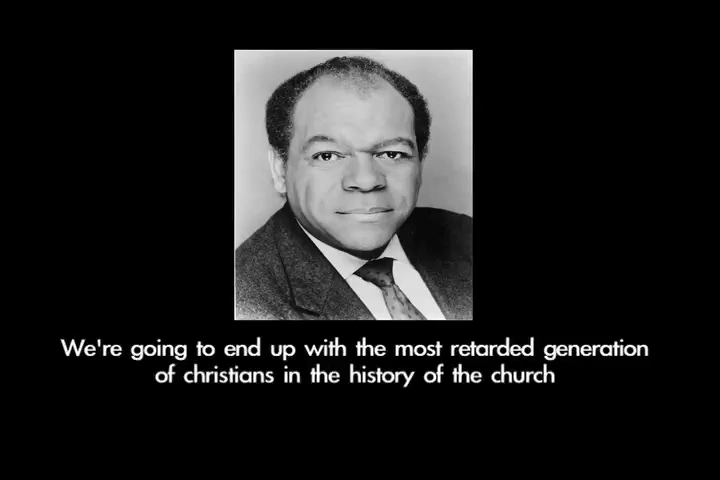 We're going to end up with the most retarded generation
of christians in the history of the church